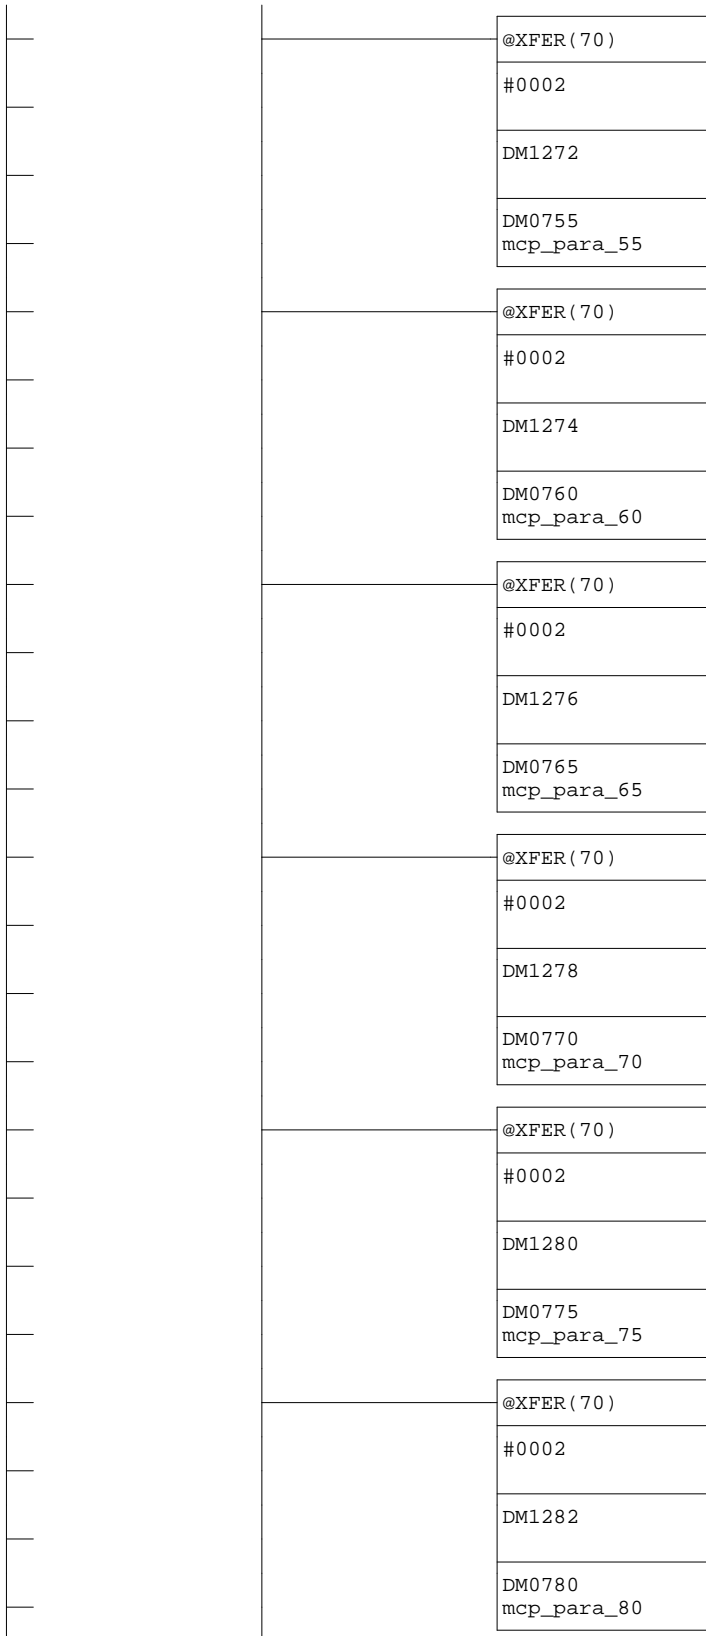 @XFER(70)
#0002
DM1272
DM0755
mcp_para_55
@XFER(70)
#0002
DM1274
DM0760
mcp_para_60
@XFER(70)
#0002
DM1276
DM0765
mcp_para_65
@XFER(70)
#0002
DM1278
DM0770
mcp_para_70
@XFER(70)
#0002
DM1280
DM0775
mcp_para_75
@XFER(70)
#0002
DM1282
DM0780
mcp_para_80